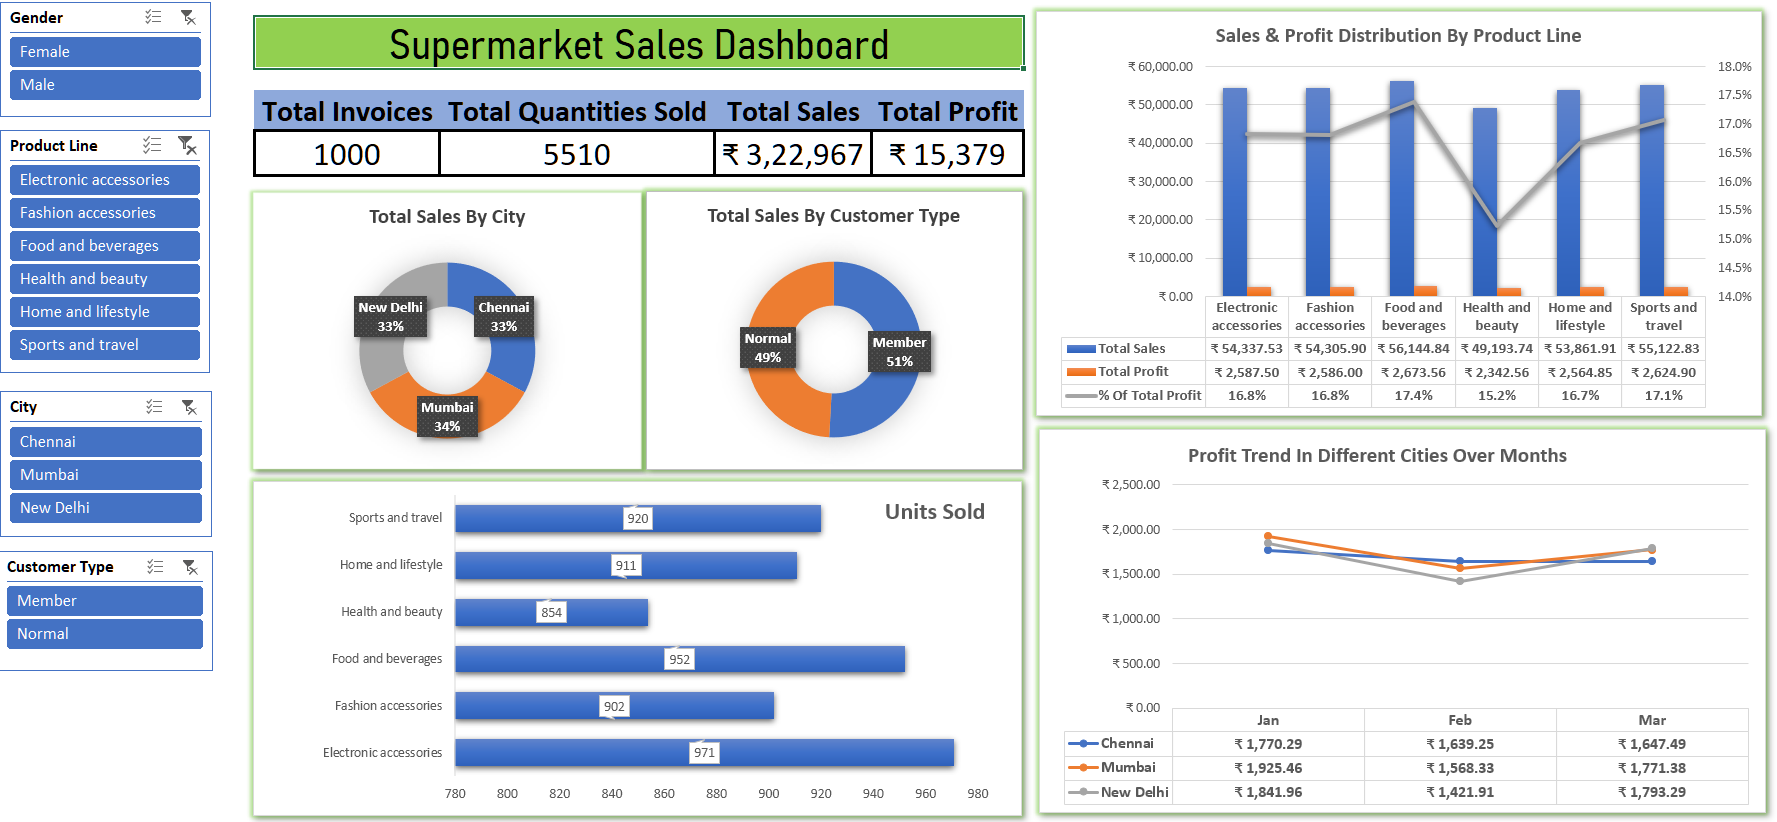 Gender
Female
Male
Product Line
Electronic accessories
Fashion accessories
Food and beverages
Health and beauty
Home and lifestyle
Sports and travel
City
Chennai
Mumbai
New Delhi
Customer Type
Member
Normal
Supermarket Sales Dashboard
Total Invoices Total Quantities Sold Total Sales Total Profit
1000 5510 ₹ 3,22,967 ₹ 15,379
Total Sales By City
New Delhi
33%
Chennai
33%
Mumbai
34%
Total Sales By Customer Type
Normal
49%
Member
51%
Units Sold
Sports and travel 920
Home and lifestyle 911
Health and beauty 854
Food and beverages 952
Fashion accessories 902
Electronic accessories 971
780 800 820 840 860 880 900 920 940 960 980
Sales & Profit Distribution By Product Line
₹ 60,000.00 18.0%
17.5%
₹ 50,000.00
17.0%
₹ 40,000.00
16.5%
₹ 30,000.00 16.0%
₹ 20,000.00 15.5%
15.0%
₹ 10,000.00
14.5%
₹ 0.00 14.0%
Electronic Fashion Food and Health and Home and Sports and
accessories accessories beverages beauty lifestyle travel
Total Sales ₹ 54,337.53 ₹ 54,305.90 ₹ 56,144.84 ₹ 49,193.74 ₹ 53,861.91 ₹ 55,122.83
Total Profit ₹ 2,587.50 ₹ 2,586.00 ₹ 2,673.56 ₹ 2,342.56 ₹ 2,564.85 ₹ 2,624.90
% Of Total Profit 16.8% 16.8% 17.4% 15.2% 16.7% 17.1%
Profit Trend In Different Cities Over Months
₹ 2,500.00
₹ 2,000.00
₹ 1,500.00
₹ 1,000.00
₹ 500.00
₹ 0.00
Jan Feb Mar
Chennai ₹ 1,770.29 ₹ 1,639.25 ₹ 1,647.49
Mumbai ₹ 1,925.46 ₹ 1,568.33 ₹ 1,771.38
New Delhi ₹ 1,841.96 ₹ 1,421.91 ₹ 1,793.29